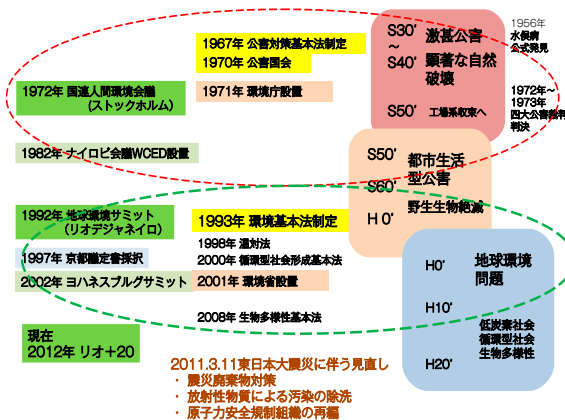 1967年 公害対策基本法制定
1970年 公害国会
1972年 国連人間環境会議
（ストックホルム）
1971年 環境庁設置
1982年 ナイロビ会議WCED設置
1992年 地球環境サミット
（リオデジャネイロ）
1993年 環境基本法制定
1998年 温対法
1997年 京都議定書採択
2000年 循環型社会形成基本法
2002年 ヨハネスブルグサミット
2001年 環境省設置
2008年 生物多様性基本法
現在
2012年 リオ＋20
2011.3.11東日本大震災に伴う見直し
・ 震災廃棄物対策
・ 放射性物質による汚染の除洗
・ 原子力安全規制組織の再編
S30’
～
S40’
激甚公害
顕著な自然
破壊
S50’
工場系収束へ
1956年
水俣病
公式発見
1972年～
1973年
四大公害裁判
判決
S50’
都市生活
型公害
S60’
H 0’
野生生物絶滅
H0’
地球環境
問題
H10’
低炭素社会
循環型社会
生物多様性
H20’